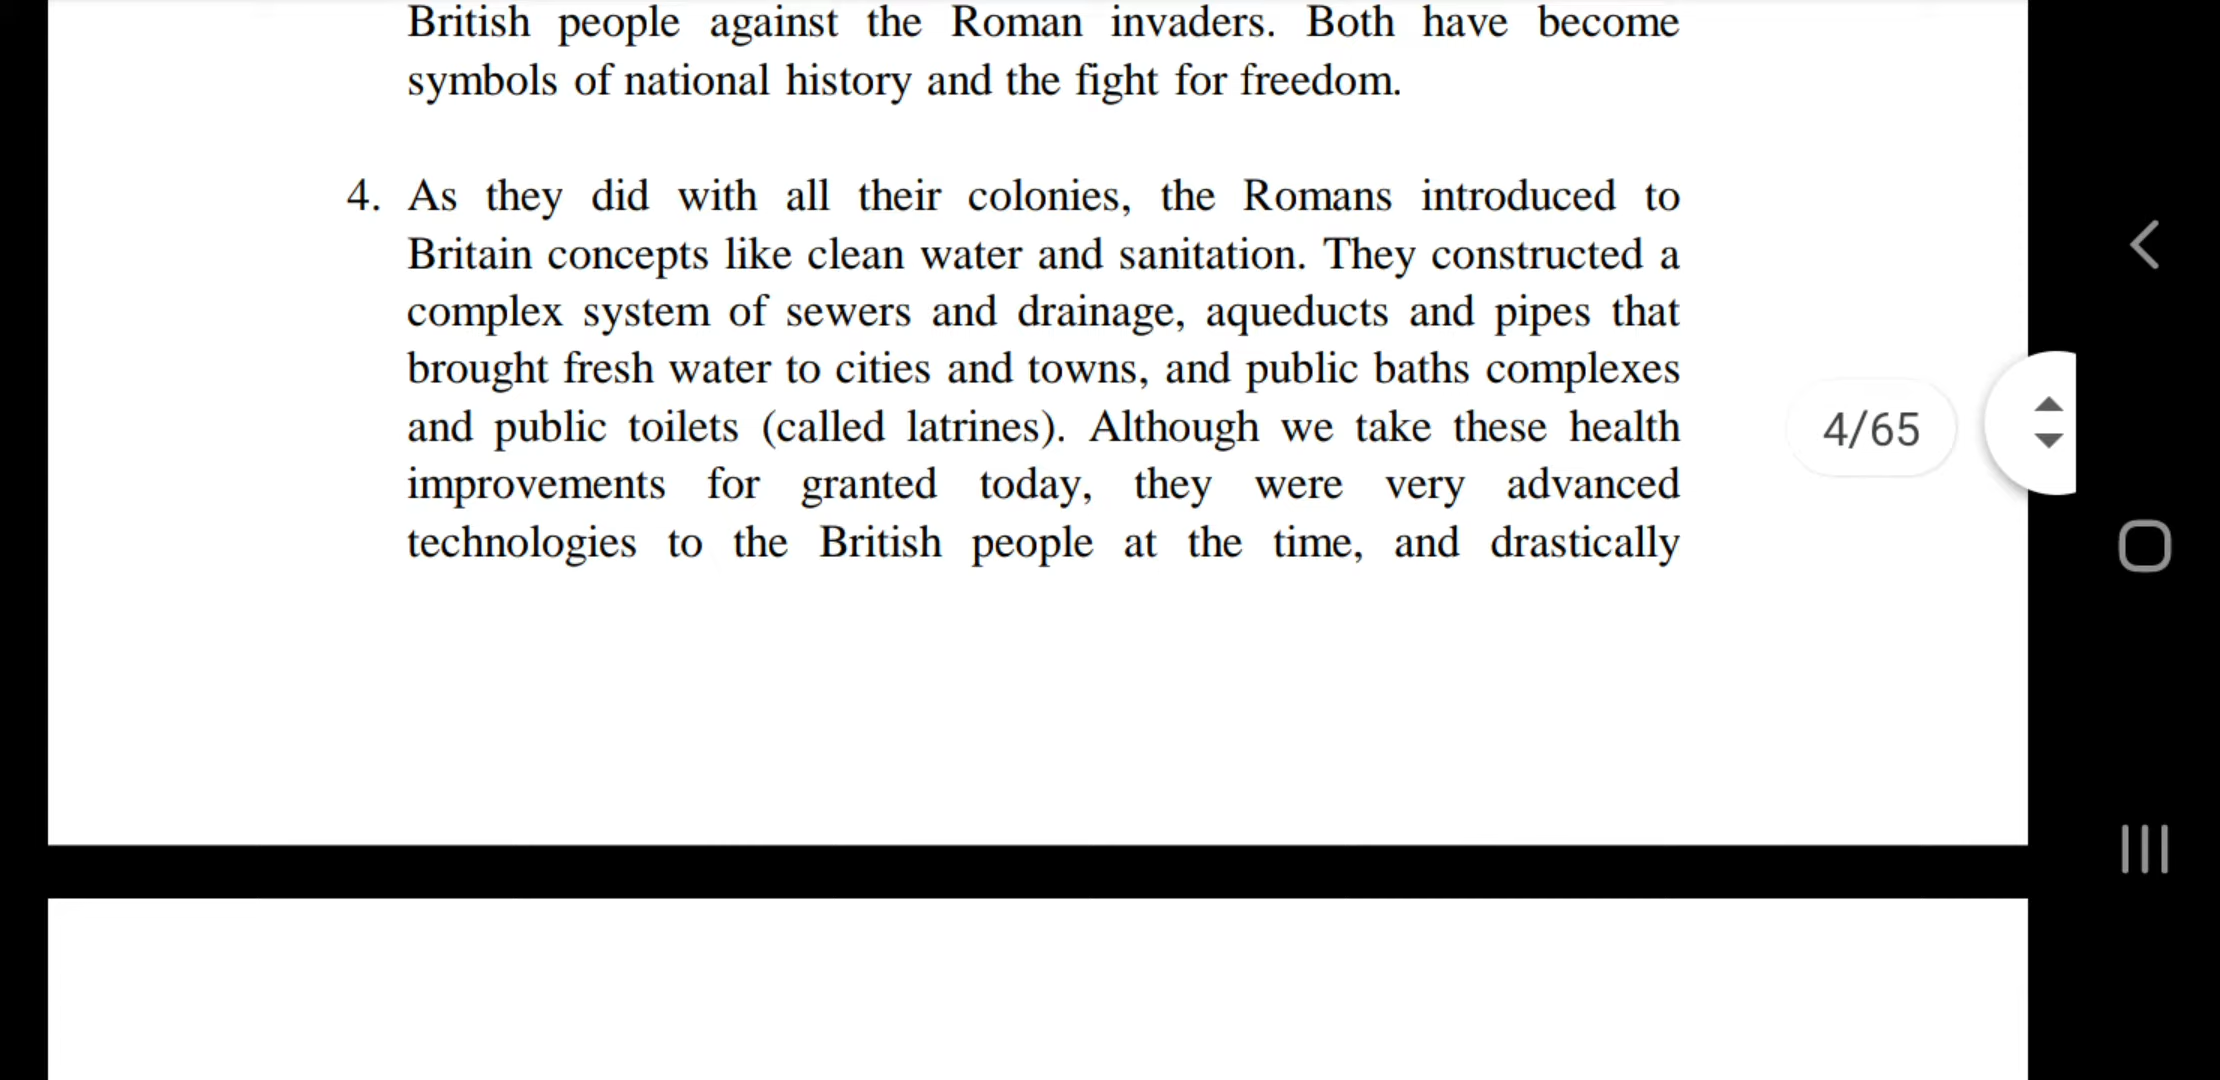 British people against the Roman invaders. Both have become
symbols of national history and the fight for freedom.
4. As they did with all their colonies, the Romans introduced to
Britain concepts like clean water and sanitation. They constructed a
complex system of sewers and drainage, aqueducts and pipes that
brought fresh water to cities and towns, and public baths complexes
and public toilets (called latrines). Although we take these health
improvements for granted today, they were very advanced
technologies to the British people at the time, and drastically
4/65